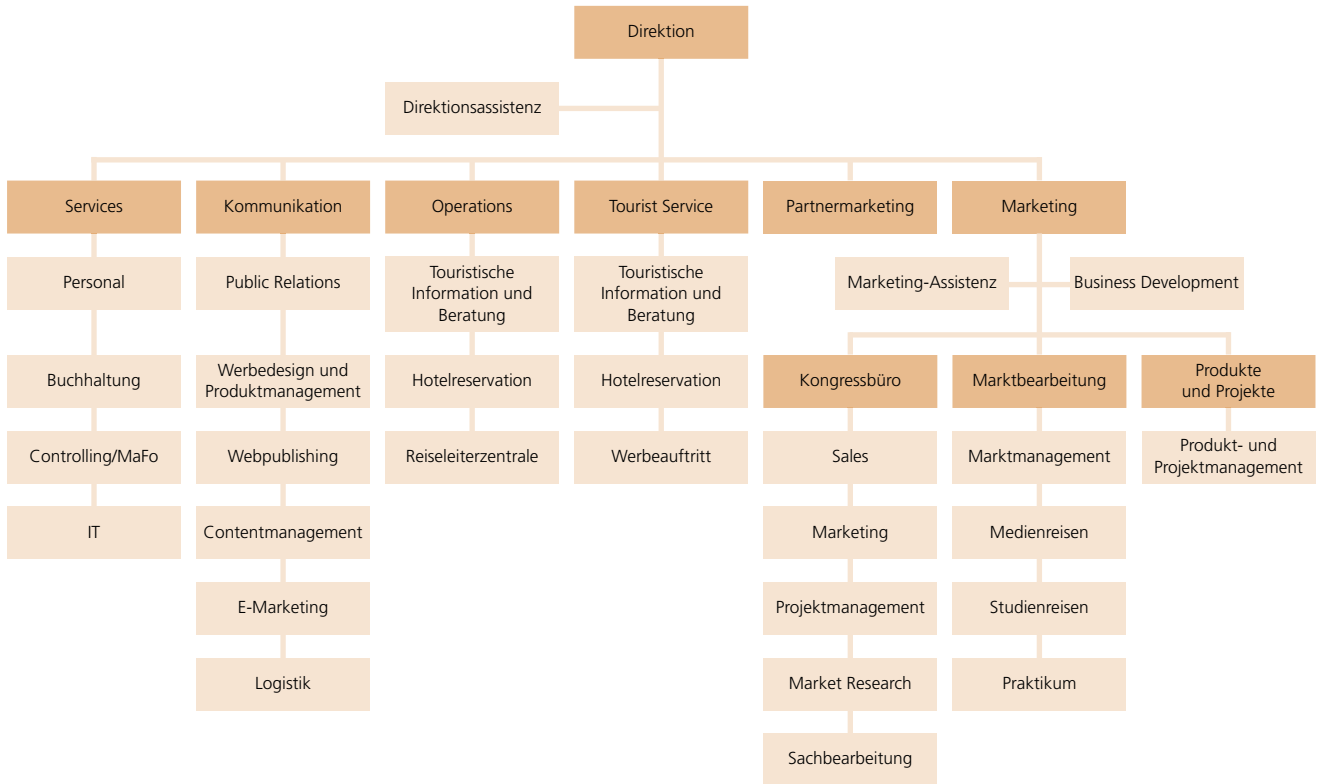 Direktion
Direktionsassistenz
Services
Kommunikation
Operations
Tourist Service
Partnermarketing
Marketing
Personal
Public Relations
Touristische
Information und
Beratung
Touristische
Information und
Beratung
Marketing-Assistenz
Business Development
Buchhaltung
Werbedesign und
Produktmanagement
Hotelreservation
Hotelreservation
Kongressbüro
Marktbearbeitung
Produkte
und Projekte
Controlling/MaFo
Webpublishing
Reiseleiterzentrale
Werbeauftritt
Sales
Marktmanagement
Produkt- und
Projektmanagement
IT
Contentmanagement
Marketing
Medienreisen
E-Marketing
Projektmanagement
Studienreisen
Logistik
Market Research
Praktikum
Sachbearbeitung